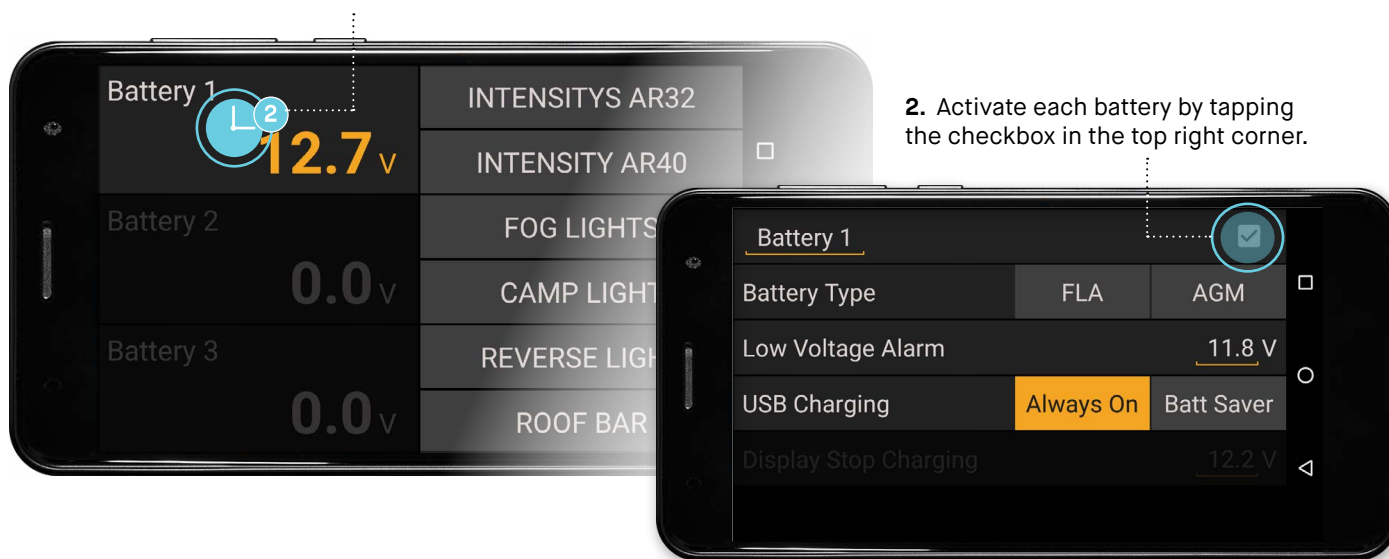 Battery 1
2
12.7 V
Battery 2
0.0 V
Battery 3
0.0 V
INTENSITYS AR32
INTENSITY AR40
FOG LIGHTS
CAMP LIGHT
REVERSE LIGH
ROOF BAR
2. Activate each battery by tapping
the checkbox in the top right corner.
Battery 1
Battery Type FLA AGM
Low Voltage Alarm 11.8 V
USB Charging Always On Batt Saver
Display Stop Charging 12.2 V